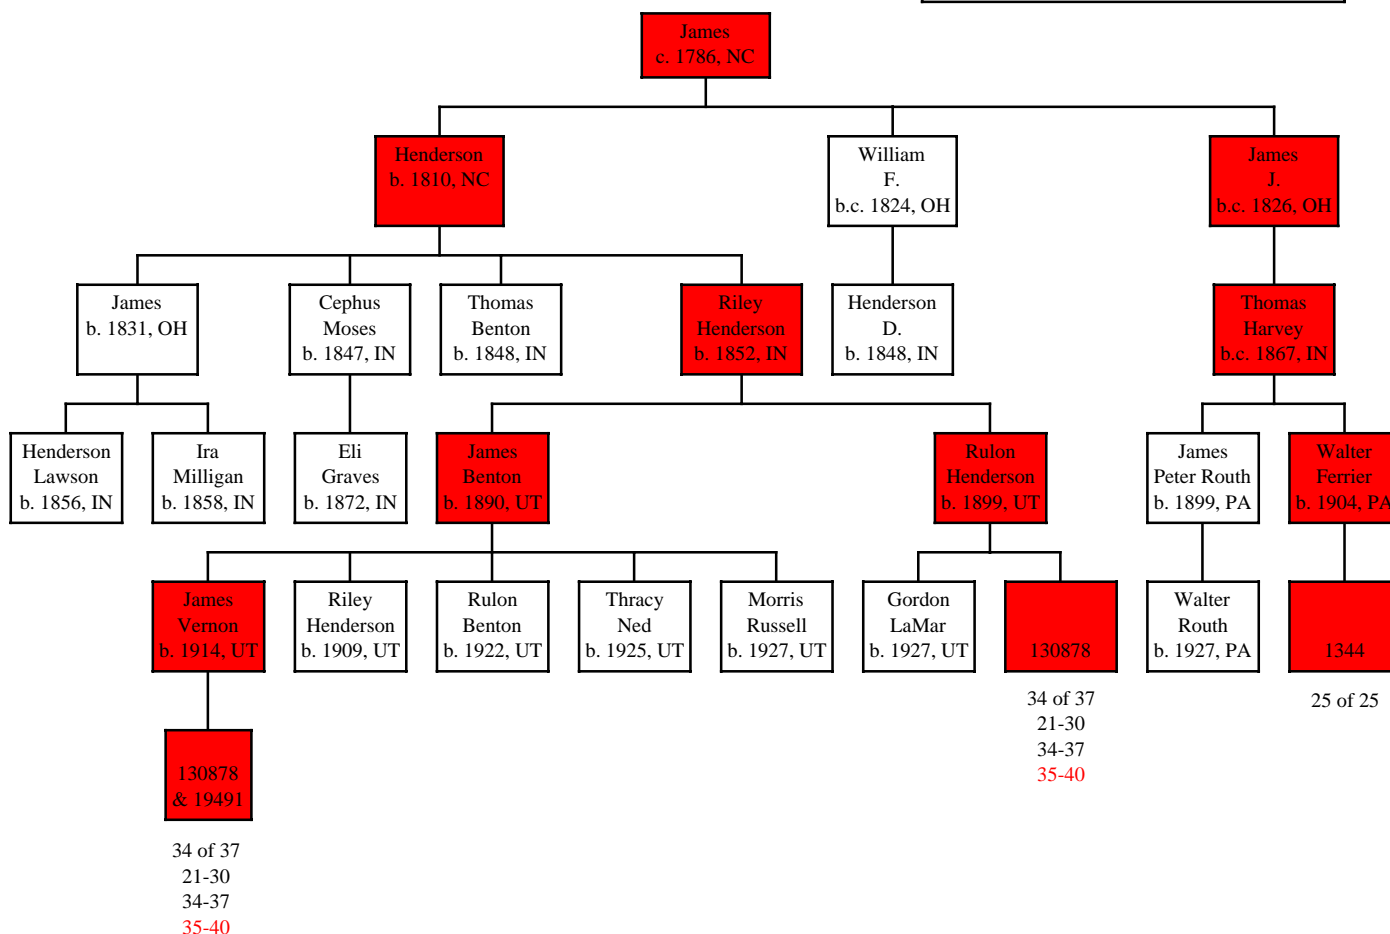 James
c. 1786, NC
Henderson
b. 1810, NC
William
F.
b.c. 1824, OH
James
J.
b.c. 1826, OH
James
b. 1831, OH
Cephus
Moses
b. 1847, IN
Thomas
Benton
b. 1848, IN
Riley
Henderson
b. 1852, IN
Henderson
D.
b. 1848, IN
Thomas
Harvey
b.c. 1867, IN
Henderson
Lawson
b. 1856, IN
Ira
Milligan
b. 1858, IN
Eli
Graves
b. 1872, IN
James
Benton
b. 1890, UT
Rulon
Henderson
b. 1899, UT
James
Peter Routh
b. 1899, PA
Walter
Ferrier
b. 1904, PA
James
Vernon
b. 1914, UT
Riley
Henderson
b. 1909, UT
Rulon
Benton
b. 1922, UT
Thracy
Ned
b. 1925, UT
Morris
Russell
b. 1927, UT
Gordon
LaMar
b. 1927, UT
130878
Walter
Routh
b. 1927, PA
1344
34 of 37
21-30
34-37
35-40
25 of 25
130878
& 19491
34 of 37
21-30
34-37
35-40